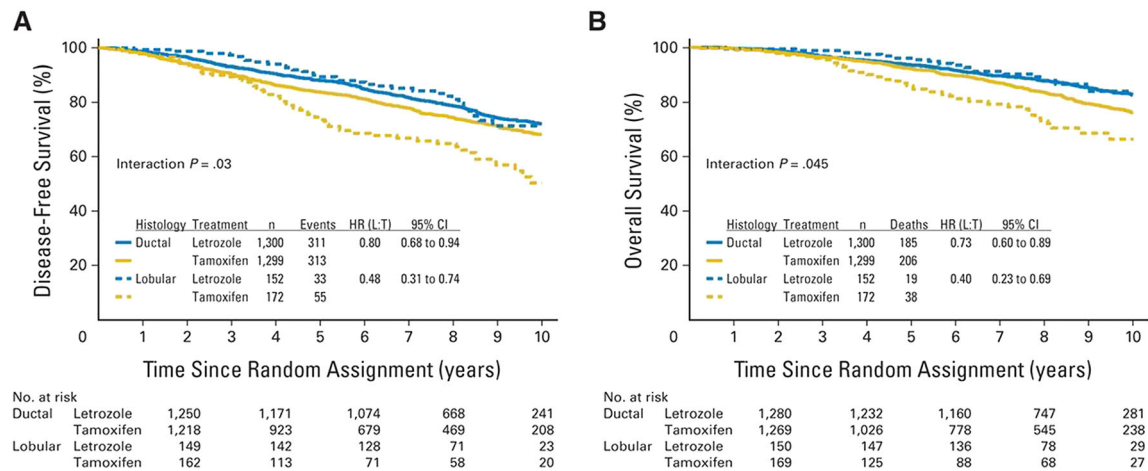 A
Disease-Free Survival (%)
100
80
60
40
20
0
Interaction P = .03
Histology Treatment n Events HR (L:T) 95% CI
Ductal Letrozole 1,300 311 0.80 0.68 to 0.94
Tamoxifen 1,299 313
Lobular Letrozole 152 33 0.48 0.31 to 0.74
Tamoxifen 172 55
1 2 3 4 5 6 7 8 9 10
Time Since Random Assignment (years)
No. at risk
Ductal Letrozole 1,250 1,171 1,074 668 241
Tamoxifen 1,218 923 679 469 208
Lobular Letrozole 149 142 128 71 23
Tamoxifen 162 113 71 58 20
B
Overall Survival (%)
100
80
60
40
20
0
Interaction P = .045
Histology Treatment n Deaths HR (L:T) 95% CI
Ductal Letrozole 1,300 185 0.73 0.60 to 0.89
Tamoxifen 1,299 206
Lobular Letrozole 152 19 0.40 0.23 to 0.69
Tamoxifen 172 38
1 2 3 4 5 6 7 8 9 10
Time Since Random Assignment (years)
No. at risk
Ductal Letrozole 1,280 1,232 1,160 747 281
Tamoxifen 1,269 1,026 778 545 238
Lobular Letrozole 150 147 136 78 29
Tamoxifen 169 125 88 68 27